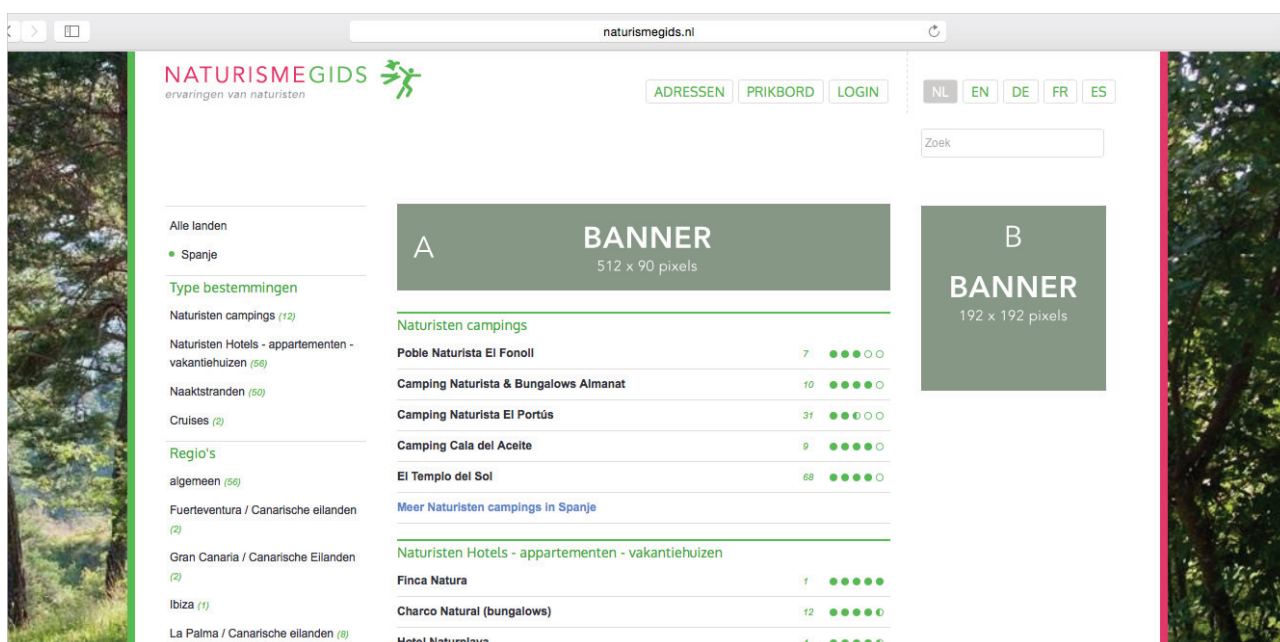 naturismegids.nl
NATURISMEGIDS
ervaringen van naturisten
ADRESSEN PRIKBORD LOGIN
NL EN DE FR ES
Zoek
Alle landen
Spanje
Type bestemmingen
Naturisten campings (12)
Naturisten Hotels - appartementen -
vakantiehuizen (56)
Naaktstranden (50)
Cruises (2)
Regio's
algemeen (56)
Fuerteventura / Canarische eilanden
(2)
Gran Canaria / Canarische Eilanden
(2)
Ibiza (1)
La Palma / Canarische eilanden (8)
A
BANNER
512 x 90 pixels
Naturisten campings
Poble Naturista El Fonoll 7
Camping Naturista & Bungalows Almanat 10
Camping Naturista El Portús 31
Camping Cala del Aceite 9
El Templo del Sol 68
Meer Naturisten campings in Spanje
Naturisten Hotels - appartementen - vakantiehuizen
Finca Natura 1
Charco Natural (bungalows) 12
Hotel Naturplaya
B
BANNER
192 x 192 pixels